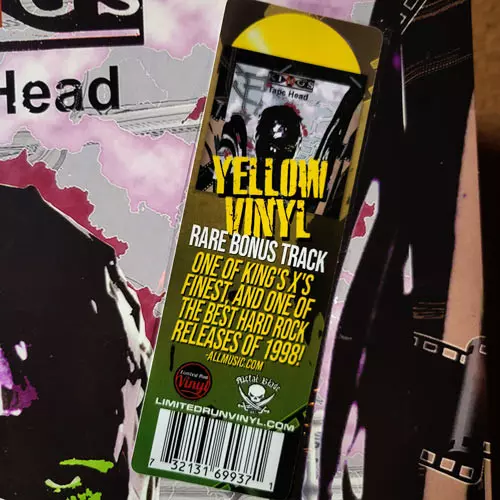 Head
Tape Head
YELLOW
VINYL
RARE BONUS TRACK
ONE OF KING'S X'S
FINEST AND ONE OF
THE BEST HARD ROCK
RELEASES OF 1998!
-ALLMUSIC.COM
Limited Run
Vinyl
Metal Blade
LIMITEDRUNVINYL.COM
7 32131 69937 1